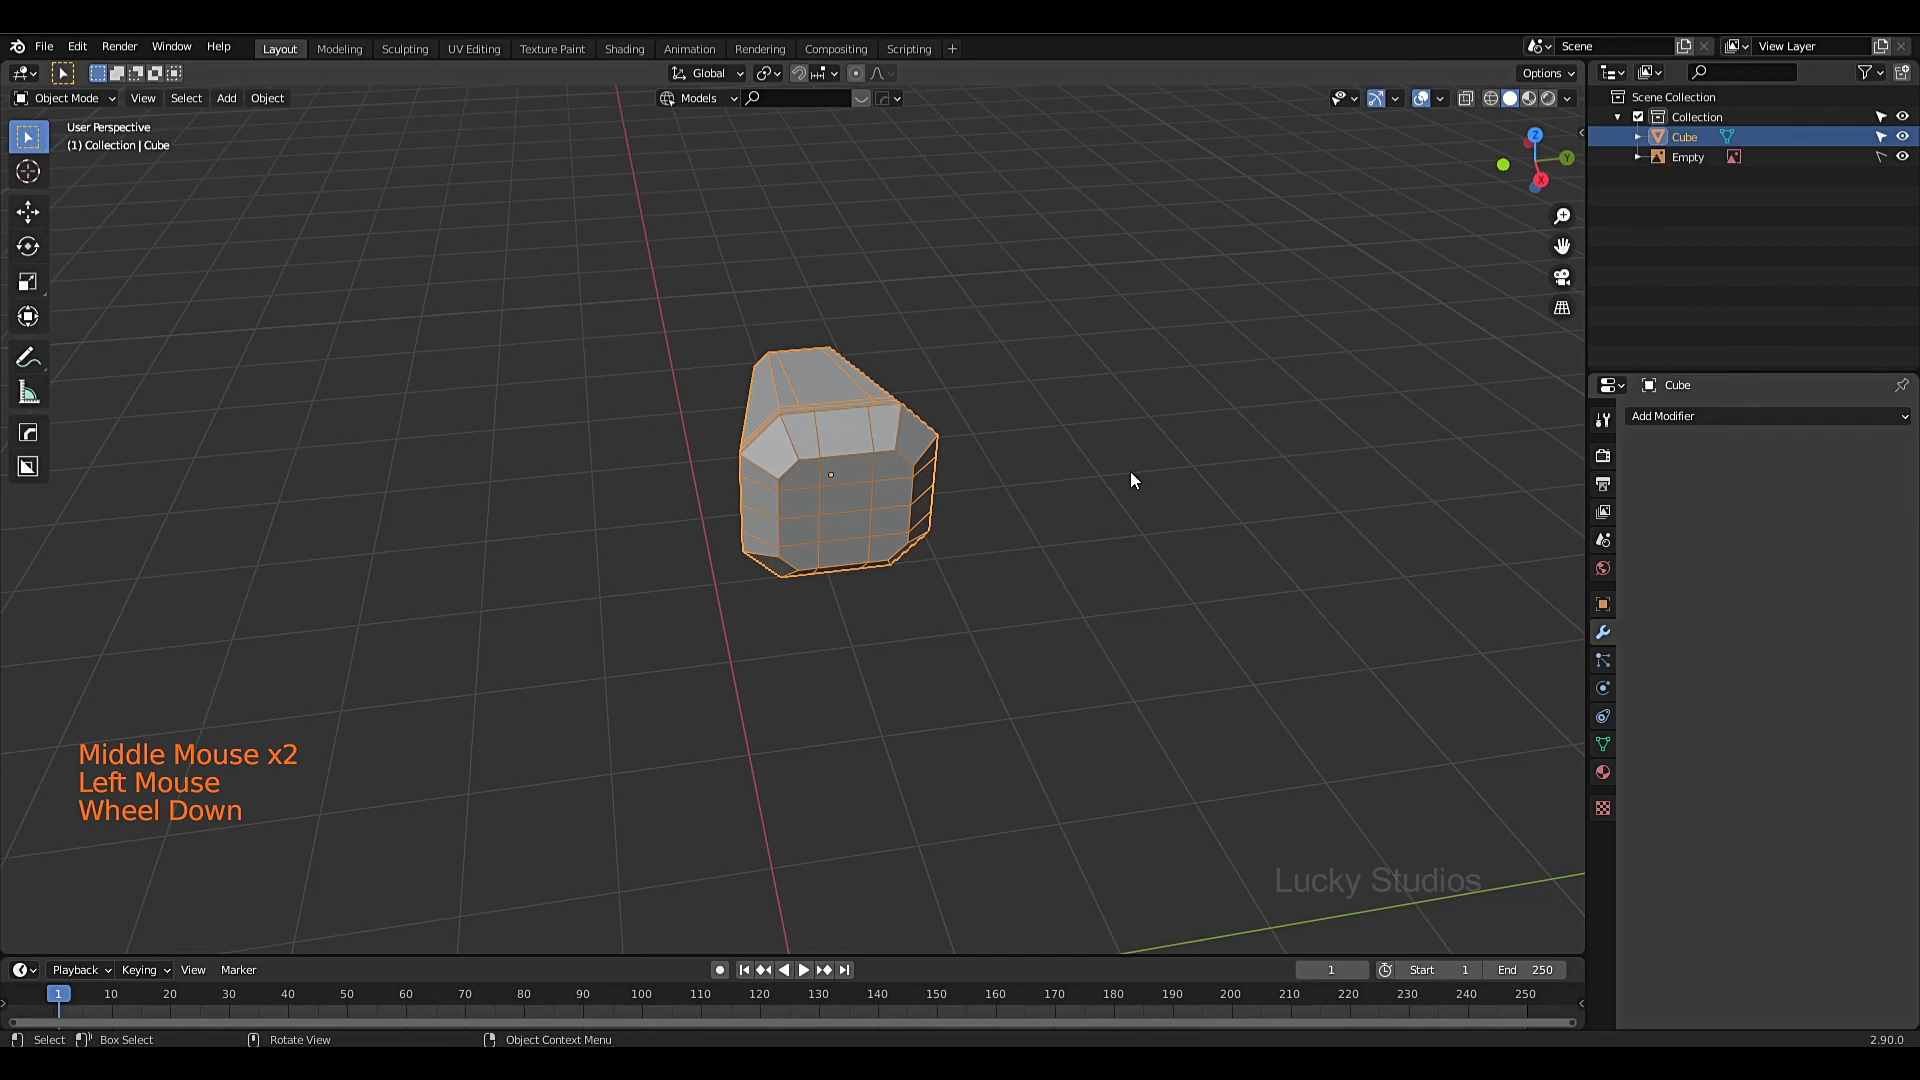 File Edit Render Window Help Layout Modeling Sculpting UV Editing Texture Paint Shading Animation Rendering Compositing Scripting + Scene View Layer
Global Options
Object Mode View Select Add Object Models
User Perspective
(1) Collection | Cube
Z
Y
X
Scene Collection
Collection
Cube
Empty
Cube
Add Modifier
Middle Mouse x2
Left Mouse
Wheel Down
Lucky Studios
Playback Keying View Marker 1 Start 1 End 250
1 10 20 30 40 50 60 70 80 90 100 110 120 130 140 150 160 170 180 190 200 210 220 230 240 250
Select Box Select Rotate View Object Context Menu 2.90.0